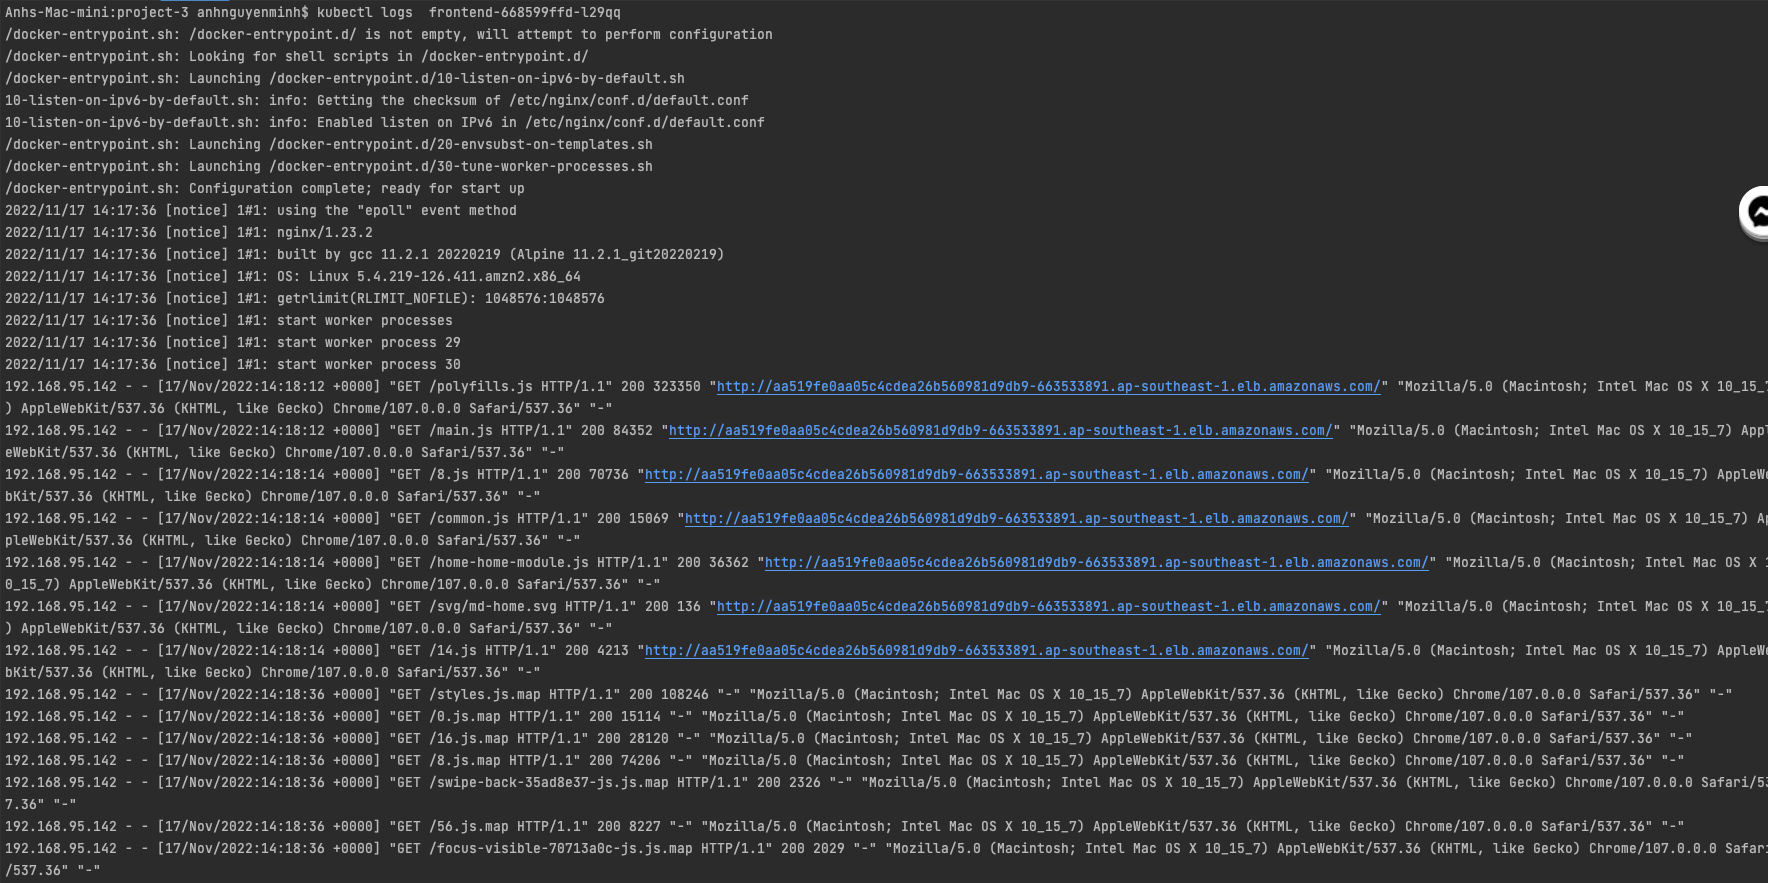 Anhs-Mac-mini:project-3 anhnguyenminh$ kubectl logs  frontend-668599ffd-l29qq
/docker-entrypoint.sh: /docker-entrypoint.d/ is not empty, will attempt to perform configuration
/docker-entrypoint.sh: Looking for shell scripts in /docker-entrypoint.d/
/docker-entrypoint.sh: Launching /docker-entrypoint.d/10-listen-on-ipv6-by-default.sh
10-listen-on-ipv6-by-default.sh: info: Getting the checksum of /etc/nginx/conf.d/default.conf
10-listen-on-ipv6-by-default.sh: info: Enabled listen on IPv6 in /etc/nginx/conf.d/default.conf
/docker-entrypoint.sh: Launching /docker-entrypoint.d/20-envsubst-on-templates.sh
/docker-entrypoint.sh: Launching /docker-entrypoint.d/30-tune-worker-processes.sh
/docker-entrypoint.sh: Configuration complete; ready for start up
2022/11/17 14:17:36 [notice] 1#1: using the "epoll" event method
2022/11/17 14:17:36 [notice] 1#1: nginx/1.23.2
2022/11/17 14:17:36 [notice] 1#1: built by gcc 11.2.1 20220219 (Alpine 11.2.1_git20220219)
2022/11/17 14:17:36 [notice] 1#1: OS: Linux 5.4.219-126.411.amzn2.x86_64
2022/11/17 14:17:36 [notice] 1#1: getrlimit(RLIMIT_NOFILE): 1048576:1048576
2022/11/17 14:17:36 [notice] 1#1: start worker processes
2022/11/17 14:17:36 [notice] 1#1: start worker process 29
2022/11/17 14:17:36 [notice] 1#1: start worker process 30
192.168.95.142 - - [17/Nov/2022:14:18:12 +0000] "GET /polyfills.js HTTP/1.1" 200 323350 "http://aa519fe0aa05c4cdea26b560981d9db9-663533891.ap-southeast-1.elb.amazonaws.com/" "Mozilla/5.0 (Macintosh; Intel Mac OS X 10_15_7
) AppleWebKit/537.36 (KHTML, like Gecko) Chrome/107.0.0.0 Safari/537.36" "-"
192.168.95.142 - - [17/Nov/2022:14:18:12 +0000] "GET /main.js HTTP/1.1" 200 84352 "http://aa519fe0aa05c4cdea26b560981d9db9-663533891.ap-southeast-1.elb.amazonaws.com/" "Mozilla/5.0 (Macintosh; Intel Mac OS X 10_15_7) Appl
eWebKit/537.36 (KHTML, like Gecko) Chrome/107.0.0.0 Safari/537.36" "-"
192.168.95.142 - - [17/Nov/2022:14:18:14 +0000] "GET /8.js HTTP/1.1" 200 70736 "http://aa519fe0aa05c4cdea26b560981d9db9-663533891.ap-southeast-1.elb.amazonaws.com/" "Mozilla/5.0 (Macintosh; Intel Mac OS X 10_15_7) AppleWe
bKit/537.36 (KHTML, like Gecko) Chrome/107.0.0.0 Safari/537.36" "-"
192.168.95.142 - - [17/Nov/2022:14:18:14 +0000] "GET /common.js HTTP/1.1" 200 15069 "http://aa519fe0aa05c4cdea26b560981d9db9-663533891.ap-southeast-1.elb.amazonaws.com/" "Mozilla/5.0 (Macintosh; Intel Mac OS X 10_15_7) Ap
pleWebKit/537.36 (KHTML, like Gecko) Chrome/107.0.0.0 Safari/537.36" "-"
192.168.95.142 - - [17/Nov/2022:14:18:14 +0000] "GET /home-home-module.js HTTP/1.1" 200 36362 "http://aa519fe0aa05c4cdea26b560981d9db9-663533891.ap-southeast-1.elb.amazonaws.com/" "Mozilla/5.0 (Macintosh; Intel Mac OS X 1
0_15_7) AppleWebKit/537.36 (KHTML, like Gecko) Chrome/107.0.0.0 Safari/537.36" "-"
192.168.95.142 - - [17/Nov/2022:14:18:14 +0000] "GET /svg/md-home.svg HTTP/1.1" 200 136 "http://aa519fe0aa05c4cdea26b560981d9db9-663533891.ap-southeast-1.elb.amazonaws.com/" "Mozilla/5.0 (Macintosh; Intel Mac OS X 10_15_7
) AppleWebKit/537.36 (KHTML, like Gecko) Chrome/107.0.0.0 Safari/537.36" "-"
192.168.95.142 - - [17/Nov/2022:14:18:14 +0000] "GET /14.js HTTP/1.1" 200 4213 "http://aa519fe0aa05c4cdea26b560981d9db9-663533891.ap-southeast-1.elb.amazonaws.com/" "Mozilla/5.0 (Macintosh; Intel Mac OS X 10_15_7) AppleWe
bKit/537.36 (KHTML, like Gecko) Chrome/107.0.0.0 Safari/537.36" "-"
192.168.95.142 - - [17/Nov/2022:14:18:36 +0000] "GET /styles.js.map HTTP/1.1" 200 108246 "-" "Mozilla/5.0 (Macintosh; Intel Mac OS X 10_15_7) AppleWebKit/537.36 (KHTML, like Gecko) Chrome/107.0.0.0 Safari/537.36" "-"
192.168.95.142 - - [17/Nov/2022:14:18:36 +0000] "GET /0.js.map HTTP/1.1" 200 15114 "-" "Mozilla/5.0 (Macintosh; Intel Mac OS X 10_15_7) AppleWebKit/537.36 (KHTML, like Gecko) Chrome/107.0.0.0 Safari/537.36" "-"
192.168.95.142 - - [17/Nov/2022:14:18:36 +0000] "GET /16.js.map HTTP/1.1" 200 28120 "-" "Mozilla/5.0 (Macintosh; Intel Mac OS X 10_15_7) AppleWebKit/537.36 (KHTML, like Gecko) Chrome/107.0.0.0 Safari/537.36" "-"
192.168.95.142 - - [17/Nov/2022:14:18:36 +0000] "GET /8.js.map HTTP/1.1" 200 74206 "-" "Mozilla/5.0 (Macintosh; Intel Mac OS X 10_15_7) AppleWebKit/537.36 (KHTML, like Gecko) Chrome/107.0.0.0 Safari/537.36" "-"
192.168.95.142 - - [17/Nov/2022:14:18:36 +0000] "GET /swipe-back-35ad8e37-js.js.map HTTP/1.1" 200 2326 "-" "Mozilla/5.0 (Macintosh; Intel Mac OS X 10_15_7) AppleWebKit/537.36 (KHTML, like Gecko) Chrome/107.0.0.0 Safari/53
7.36" "-"
192.168.95.142 - - [17/Nov/2022:14:18:36 +0000] "GET /56.js.map HTTP/1.1" 200 8227 "-" "Mozilla/5.0 (Macintosh; Intel Mac OS X 10_15_7) AppleWebKit/537.36 (KHTML, like Gecko) Chrome/107.0.0.0 Safari/537.36" "-"
192.168.95.142 - - [17/Nov/2022:14:18:36 +0000] "GET /focus-visible-70713a0c-js.js.map HTTP/1.1" 200 2029 "-" "Mozilla/5.0 (Macintosh; Intel Mac OS X 10_15_7) AppleWebKit/537.36 (KHTML, like Gecko) Chrome/107.0.0.0 Safari
/537.36" "-"